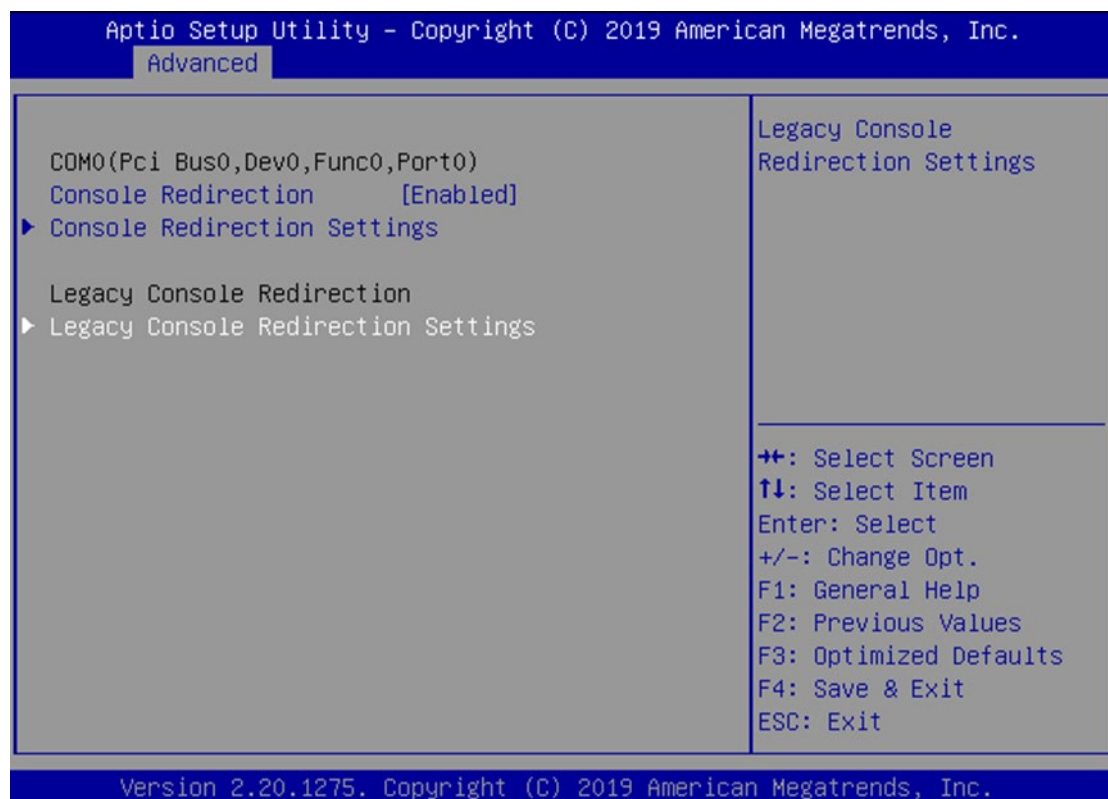 Aptio Setup Utility – Copyright (C) 2019 American Megatrends, Inc.
Advanced
COM0(Pci Bus0,Dev0,Func0,Port0)
Console Redirection [Enabled]
Console Redirection Settings
Legacy Console Redirection
Legacy Console Redirection Settings
Legacy Console
Redirection Settings
→←: Select Screen
↑↓: Select Item
Enter: Select
+/-: Change Opt.
F1: General Help
F2: Previous Values
F3: Optimized Defaults
F4: Save & Exit
ESC: Exit
Version 2.20.1275. Copyright (C) 2019 American Megatrends, Inc.